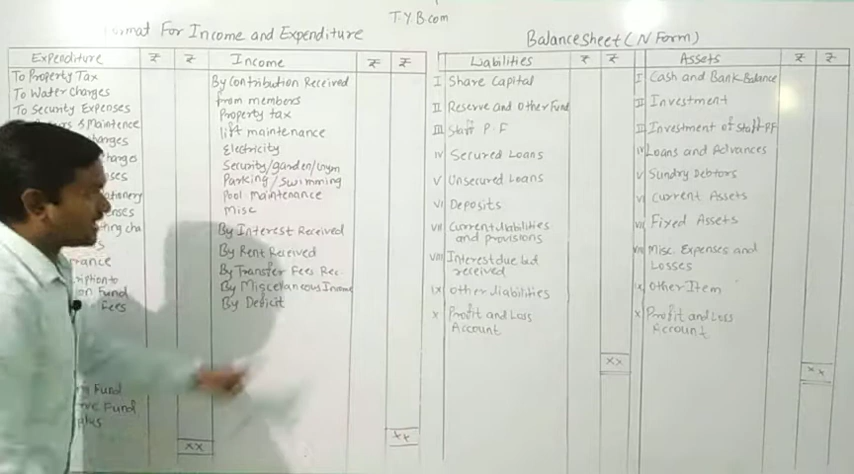 T.Y.Bcom
Format For Income and Expenditure
Expenditure ₹ ₹ Income ₹ ₹
To Property Tax
To Water Charges
To Security Expenses
& Maintence
By Contribution Received
from members
Property tax
lift maintenance
Electricity
Security/garden/Gym
Parking/Swimming
Pool Maintenance
Misc
By Interest Received
By Rent Received
By Transfer Fees Rec
By Miscelaneous Income
By Deficit
on Fund
Fees
Fund
Fund
xx
xx
Balancesheet (N Form)
Liabilities ₹ ₹ Assets ₹ ₹
I Share Capital
II Reserve and Other Fund
III Staff P.F
IV Secured Loans
V Unsecured Loans
VI Deposits
VII Current liabilities
and provisions
VIII Interest due but
received
IX Other liabilities
X Profit and Loss
Account
xx
I Cash and Bank Balance
II Investment
III Investment of Staff PF
IV Loans and Advances
V Sundry Debtors
VI Current Assets
VII Fixed Assets
VIII Misc. Expenses and
Losses
IX Other Item
X Profit and Loss
Account
xx